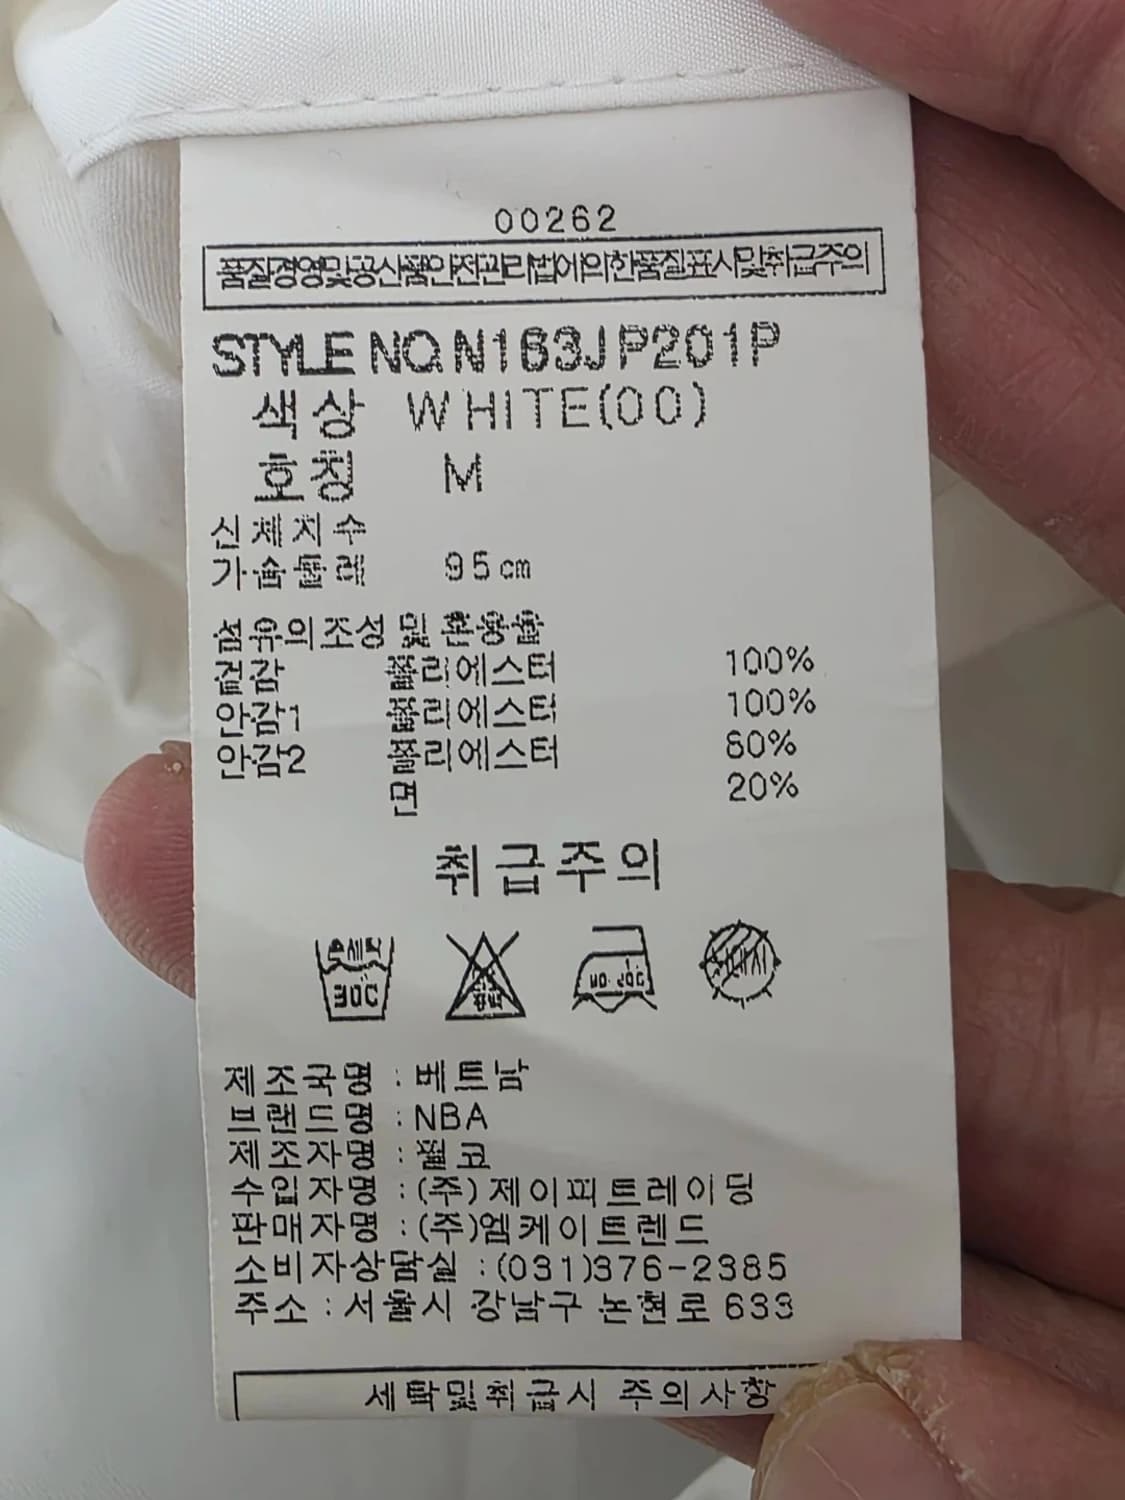 00262
품질경영및공산품안전관리법에의한품질표시및취급주의
STYLE NO.N163JP201P
색상 WHITE(00)
호칭 M
신체치수
가슴둘레 95cm
섬유의조성 및 혼용율
겉감 폴리에스터 100%
안감1 폴리에스터 100%
안감2 폴리에스터 80%
면 20%
취급주의
손세탁
30℃
제조국명 : 베트남
브랜드명 : NBA
제조자명 : 젤코
수입자명 : (주)제이피트레이딩
판매자명 : (주)엠케이트렌드
소비자상담실 : (031)376-2385
주소 : 서울시 강남구 논현로 633
세탁및취급시 주의사항